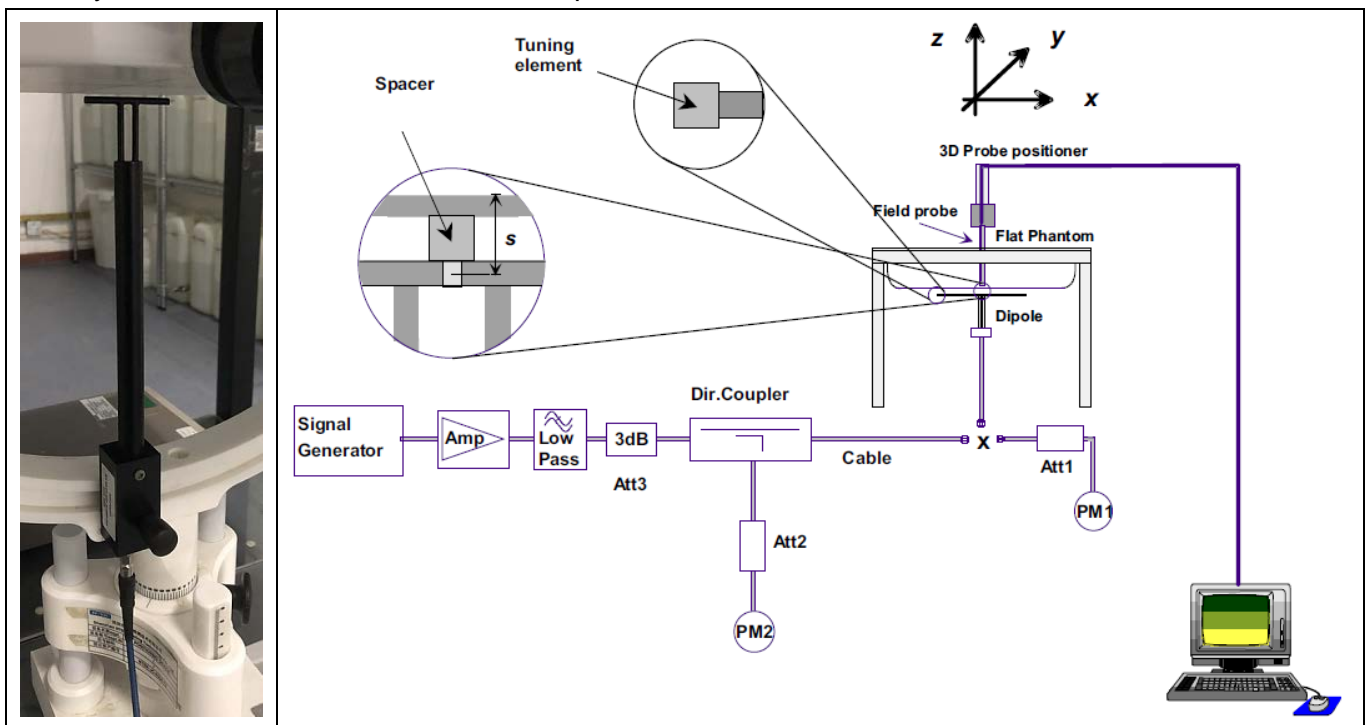 Tuning
element
Spacer
s
z
y
x
3D Probe positioner
Field probe
Flat Phantom
Dipole
Dir.Coupler
Signal
Generator
Amp
Low
Pass
3dB
Att3
Cable
x
Att1
PM1
Att2
PM2